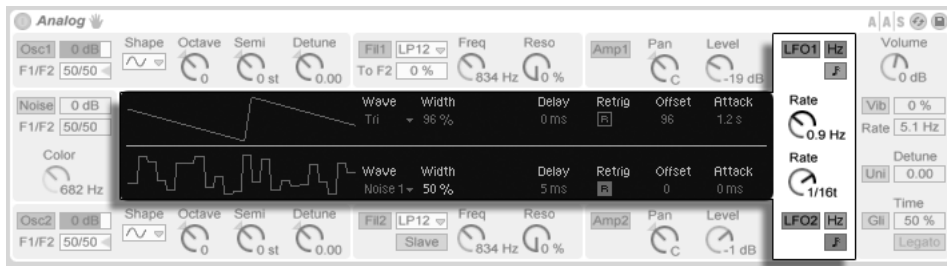 Analog A A S
Osc1 0 dB Shape Octave Semi Detune Fil1 LP12 Freq Reso Amp1 Pan Level LFO1 Hz Volume
F1/F2 50/50 0 0 st 0.00 To F2 0 % 834 Hz 0 % C -19 dB 0 dB
Noise 0 dB Wave Width Delay Retrig Offset Attack Rate Vib 0 %
F1/F2 50/50 Tri 96 % 0 ms R 96 1.2 s 0.9 Hz Rate 5.1 Hz
Color Wave Width Delay Retrig Offset Attack Rate Detune
682 Hz Noise 1 50 % 5 ms R 0 0 ms 1/16t Uni 0.00
Osc2 0 dB Shape Octave Semi Detune Fil2 LP12 Freq Reso Amp2 Pan Level LFO2 Hz Time
Gli 50 %
F1/F2 50/50 0 0 st 0.00 Slave 834 Hz 0 % C -1 dB Legato